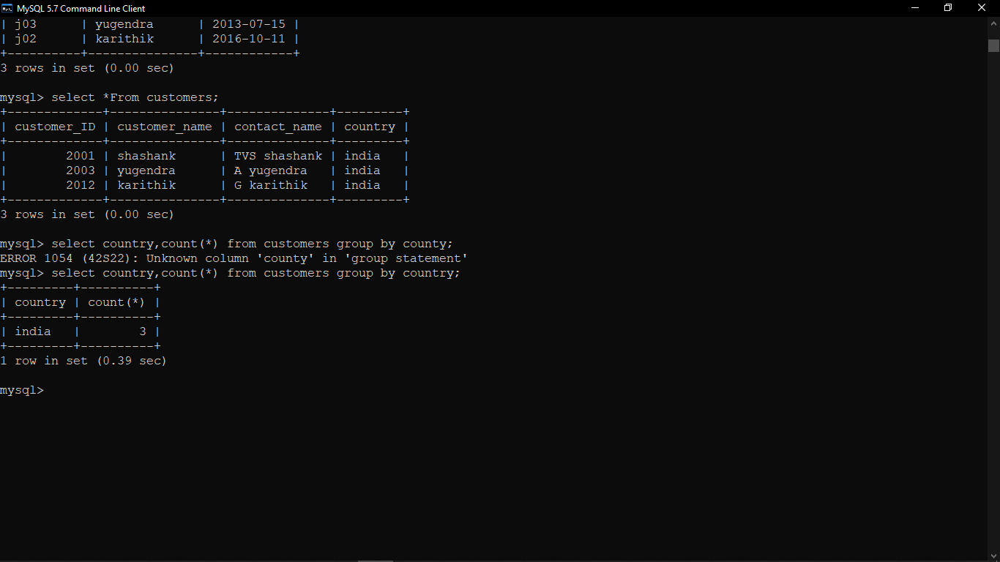 MySQL 5.7 Command Line Client
| j03      | yugendra      | 2013-07-15 |
| j02      | karithik      | 2016-10-11 |
+----------+---------------+------------+
3 rows in set (0.00 sec)
mysql> select *From customers;
+-------------+---------------+--------------+---------+
| customer_ID | customer_name | contact_name | country |
+-------------+---------------+--------------+---------+
|        2001 | shashank      | TVS shashank | india   |
|        2003 | yugendra      | A yugendra   | india   |
|        2012 | karithik      | G karithik   | india   |
+-------------+---------------+--------------+---------+
3 rows in set (0.00 sec)
mysql> select country,count(*) from customers group by county;
ERROR 1054 (42S22): Unknown column 'county' in 'group statement'
mysql> select country,count(*) from customers group by country;
+---------+----------+
| country | count(*) |
+---------+----------+
| india   |        3 |
+---------+----------+
1 row in set (0.39 sec)
mysql>